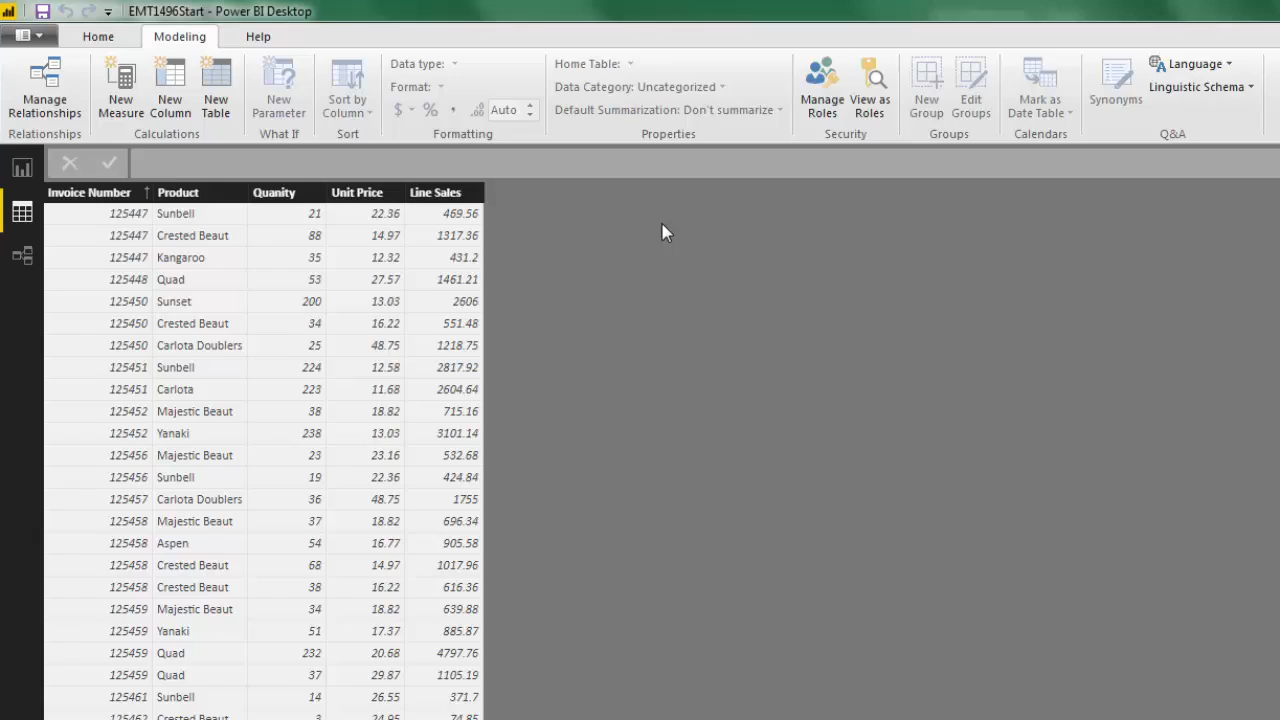 EMT1496Start - Power BI Desktop
Home Modeling Help
Manage Relationships
New Measure
New Column
New Table
New Parameter
Sort by Column
Data type:
Format:
$ % , .00 Auto
Home Table:
Data Category: Uncategorized
Default Summarization: Don't summarize
Manage Roles
View as Roles
New Group
Edit Groups
Mark as Date Table
Synonyms
Language
Linguistic Schema
Relationships Calculations What If Sort Formatting Properties Security Groups Calendars Q&A
Invoice Number Product Quanity Unit Price Line Sales
125447 Sunbell 21 22.36 469.56
125447 Crested Beaut 88 14.97 1317.36
125447 Kangaroo 35 12.32 431.2
125448 Quad 53 27.57 1461.21
125450 Sunset 200 13.03 2606
125450 Crested Beaut 34 16.22 551.48
125450 Carlota Doublers 25 48.75 1218.75
125451 Sunbell 224 12.58 2817.92
125451 Carlota 223 11.68 2604.64
125452 Majestic Beaut 38 18.82 715.16
125452 Yanaki 238 13.03 3101.14
125456 Majestic Beaut 23 23.16 532.68
125456 Sunbell 19 22.36 424.84
125457 Carlota Doublers 36 48.75 1755
125458 Majestic Beaut 37 18.82 696.34
125458 Aspen 54 16.77 905.58
125458 Crested Beaut 68 14.97 1017.96
125458 Crested Beaut 38 16.22 616.36
125459 Majestic Beaut 34 18.82 639.88
125459 Yanaki 51 17.37 885.87
125459 Quad 232 20.68 4797.76
125459 Quad 37 29.87 1105.19
125461 Sunbell 14 26.55 371.7
125462 Crested Beaut 3 24.95 74.85